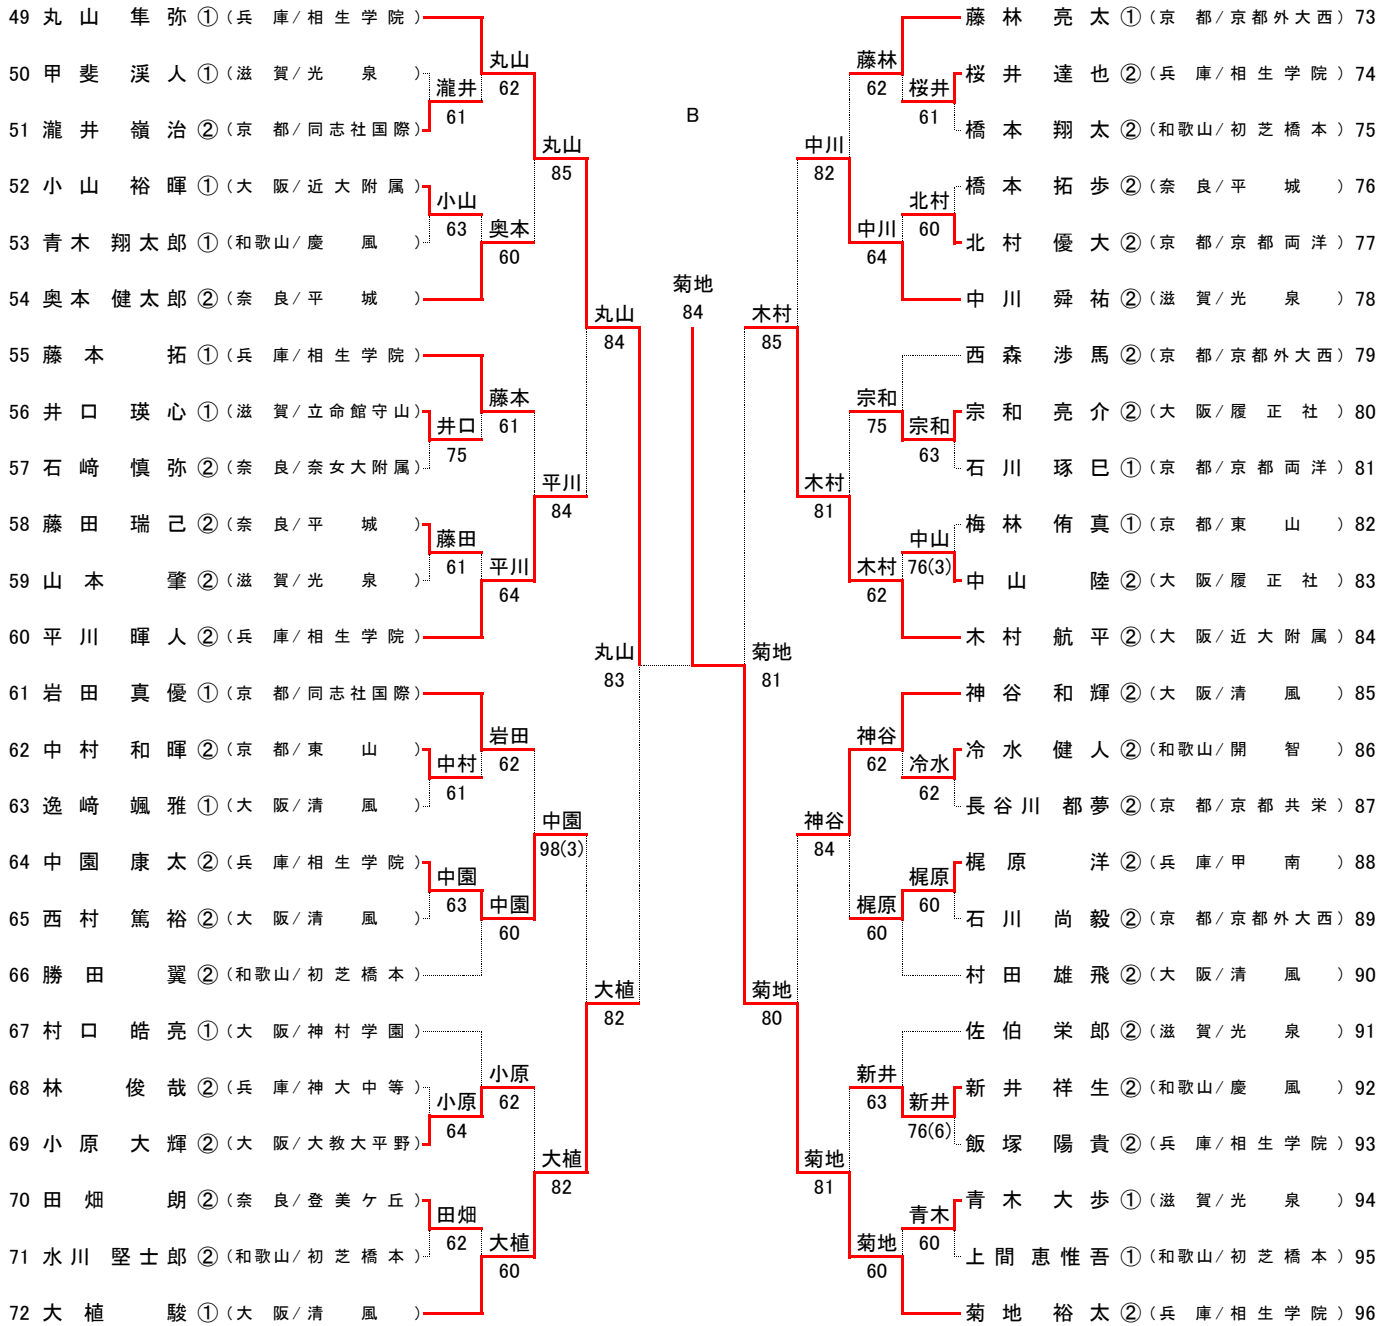 49 丸山 隼弥 ① (兵庫/相生学院)
50 甲斐 渓人 ① (滋賀/光泉)
51 瀧井 嶺治 ② (京都/同志社国際)
52 小山 裕暉 ① (大阪/近大附属)
53 青木 翔太郎 ① (和歌山/慶風)
54 奥本 健太郎 ② (奈良/平城)
55 藤本 拓 ① (兵庫/相生学院)
56 井口 瑛心 ① (滋賀/立命館守山)
57 石﨑 慎弥 ② (奈良/奈女大附属)
58 藤田 瑞己 ② (奈良/平城)
59 山本 肇 ② (滋賀/光泉)
60 平川 暉人 ② (兵庫/相生学院)
61 岩田 真優 ① (京都/同志社国際)
62 中村 和暉 ② (京都/東山)
63 逸﨑 颯雅 ① (大阪/清風)
64 中園 康太 ② (兵庫/相生学院)
65 西村 篤裕 ② (大阪/清風)
66 勝田 翼 ② (和歌山/初芝橋本)
67 村口 皓亮 ① (大阪/神村学園)
68 林 俊哉 ② (兵庫/神大中等)
69 小原 大輝 ② (大阪/大教大平野)
70 田畑 朗 ② (奈良/登美ケ丘)
71 水川 堅士郎 ② (和歌山/初芝橋本)
72 大植 駿 ① (大阪/清風)
瀧井
61
小山
63
井口
75
藤田
61
中村
61
中園
63
小原
64
田畑
62
丸山
62
奥本
60
藤本
61
平川
64
岩田
62
中園
60
小原
62
大植
60
丸山
85
平川
84
中園
98(3)
大植
82
丸山
84
大植
82
丸山
83
B
菊地
84
菊地
81
木村
85
菊地
80
中川
82
木村
81
神谷
84
菊地
81
藤林
62
中川
64
宗和
75
木村
62
神谷
62
梶原
60
新井
63
菊地
60
桜井
61
北村
60
宗和
63
中山
76(3)
冷水
62
梶原
60
新井
76(6)
青木
60
藤林 亮太 ① (京都/京都外大西) 73
桜井 達也 ② (兵庫/相生学院) 74
橋本 翔太 ② (和歌山/初芝橋本) 75
橋本 拓歩 ② (奈良/平城) 76
北村 優大 ② (京都/京都両洋) 77
中川 舜祐 ② (滋賀/光泉) 78
西森 渉馬 ② (京都/京都外大西) 79
宗和 亮介 ② (大阪/履正社) 80
石川 琢巳 ① (京都/京都両洋) 81
梅林 侑真 ① (京都/東山) 82
中山 陸 ② (大阪/履正社) 83
木村 航平 ② (大阪/近大附属) 84
神谷 和輝 ② (大阪/清風) 85
冷水 健人 ② (和歌山/開智) 86
長谷川 都夢 ② (京都/京都共栄) 87
梶原 洋 ② (兵庫/甲南) 88
石川 尚毅 ② (京都/京都外大西) 89
村田 雄飛 ② (大阪/清風) 90
佐伯 栄郎 ② (滋賀/光泉) 91
新井 祥生 ② (和歌山/慶風) 92
飯塚 陽貴 ② (兵庫/相生学院) 93
青木 大歩 ① (滋賀/光泉) 94
上間 恵惟吾 ① (和歌山/初芝橋本) 95
菊地 裕太 ② (兵庫/相生学院) 96